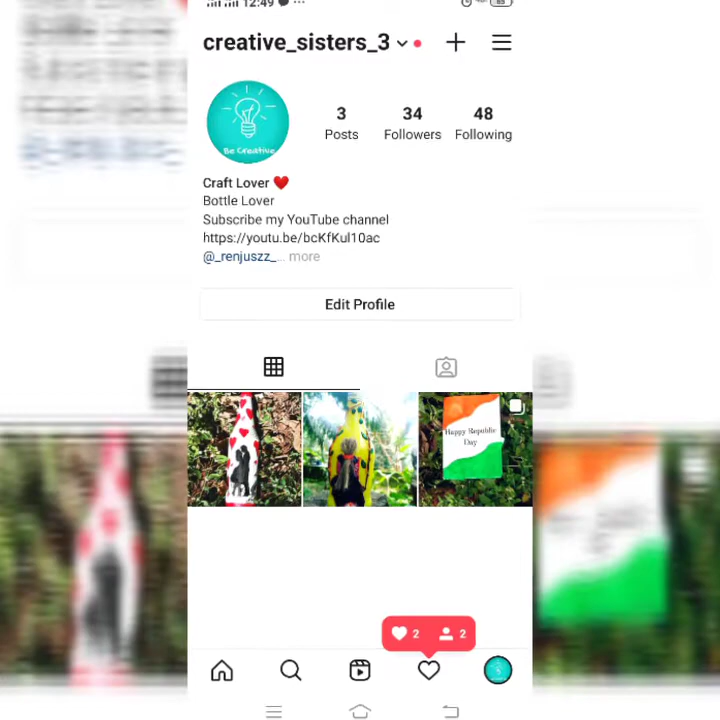 12:49
creative_sisters_3
Be Creative
3 34 48
Posts Followers Following
Craft Lover ❤️
Bottle Lover
Subscribe my YouTube channel
https://youtu.be/bcKfKul10ac
@_renjuszz_... more
Edit Profile
Happy Republic
Day
2 2